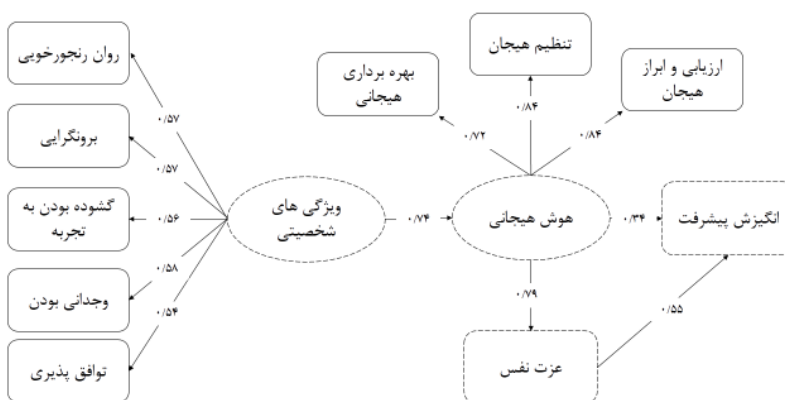 تنظیم هیجان
ارزیابی و ابراز
هیجان
بهره برداری
هیجانی
روان رنجورخویی
۰/۸۴
۰/۵۷
۰/۷۲
۰/۸۴
برونگرایی
۰/۵۷
انگیزش پیشرفت
۰/۳۴
هوش هیجانی
۰/۷۴
ویژگی های
شخصیتی
۰/۵۶
گشوده بودن به
تجربه
۰/۵۸
وجدانی بودن
۰/۷۹
۰/۵۵
۰/۵۴
توافق پذیری
عزت نفس